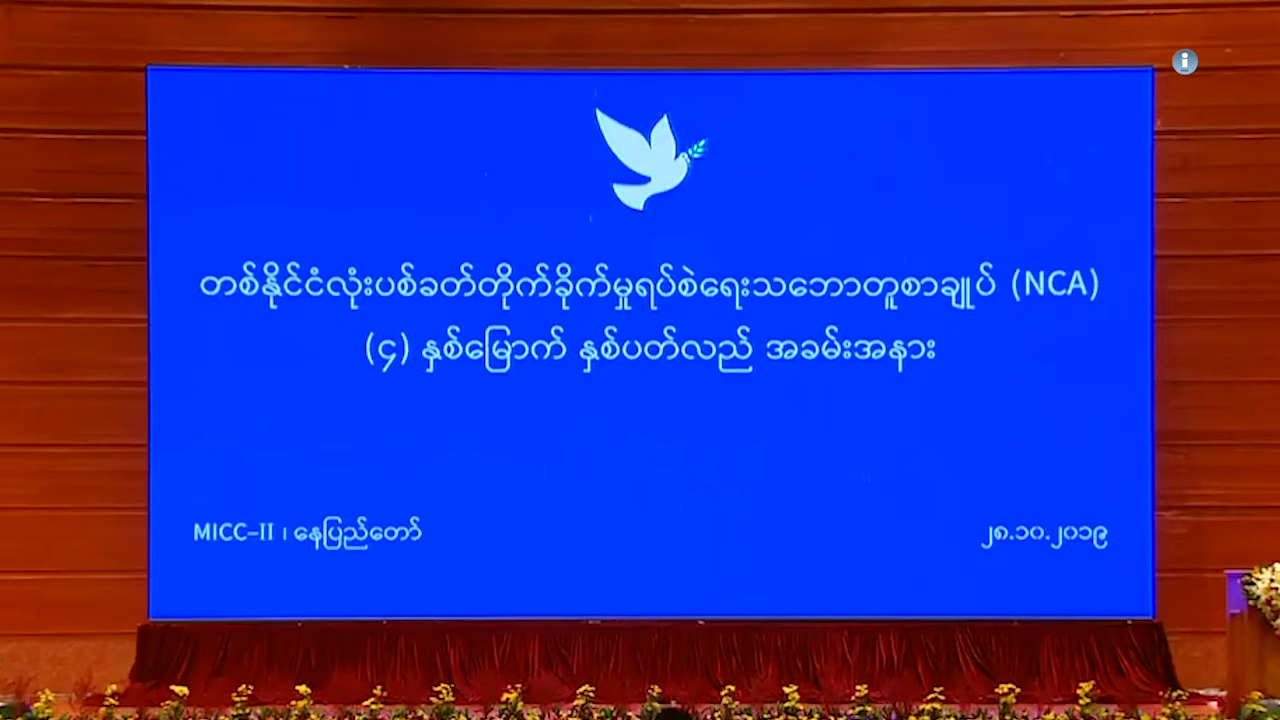 တစ်နိုင်ငံလုံးပစ်ခတ်တိုက်ခိုက်မှုရပ်စဲရေးသဘောတူစာချုပ် (NCA)
(၄) နှစ်မြောက် နှစ်ပတ်လည် အခမ်းအနား
MICC-II ၊ နေပြည်တော် ၂၈.၁၀.၂၀၁၉